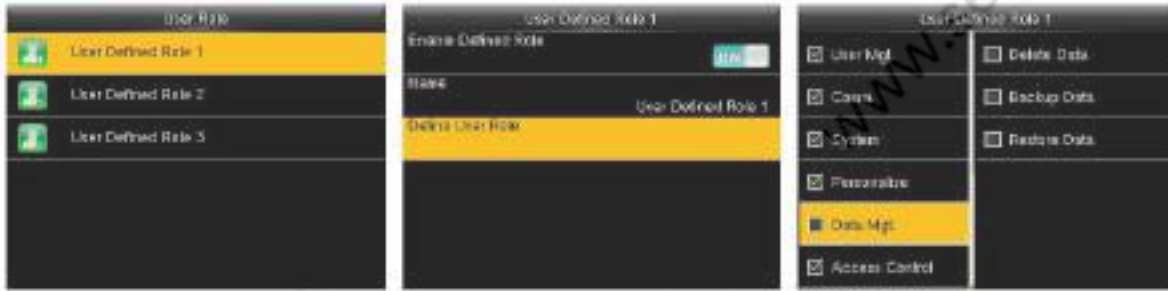 User Role
User Defined Role 1
User Defined Role 2
User Defined Role 3
User Defined Role 1
Enable Defined Role
ON
Name
User Defined Role 1
Define User Role
User Defined Role 1
User Mgt.
Delete Data
Comm.
Backup Data
System
Restore Data
Personalize
Data Mgt.
Access Control